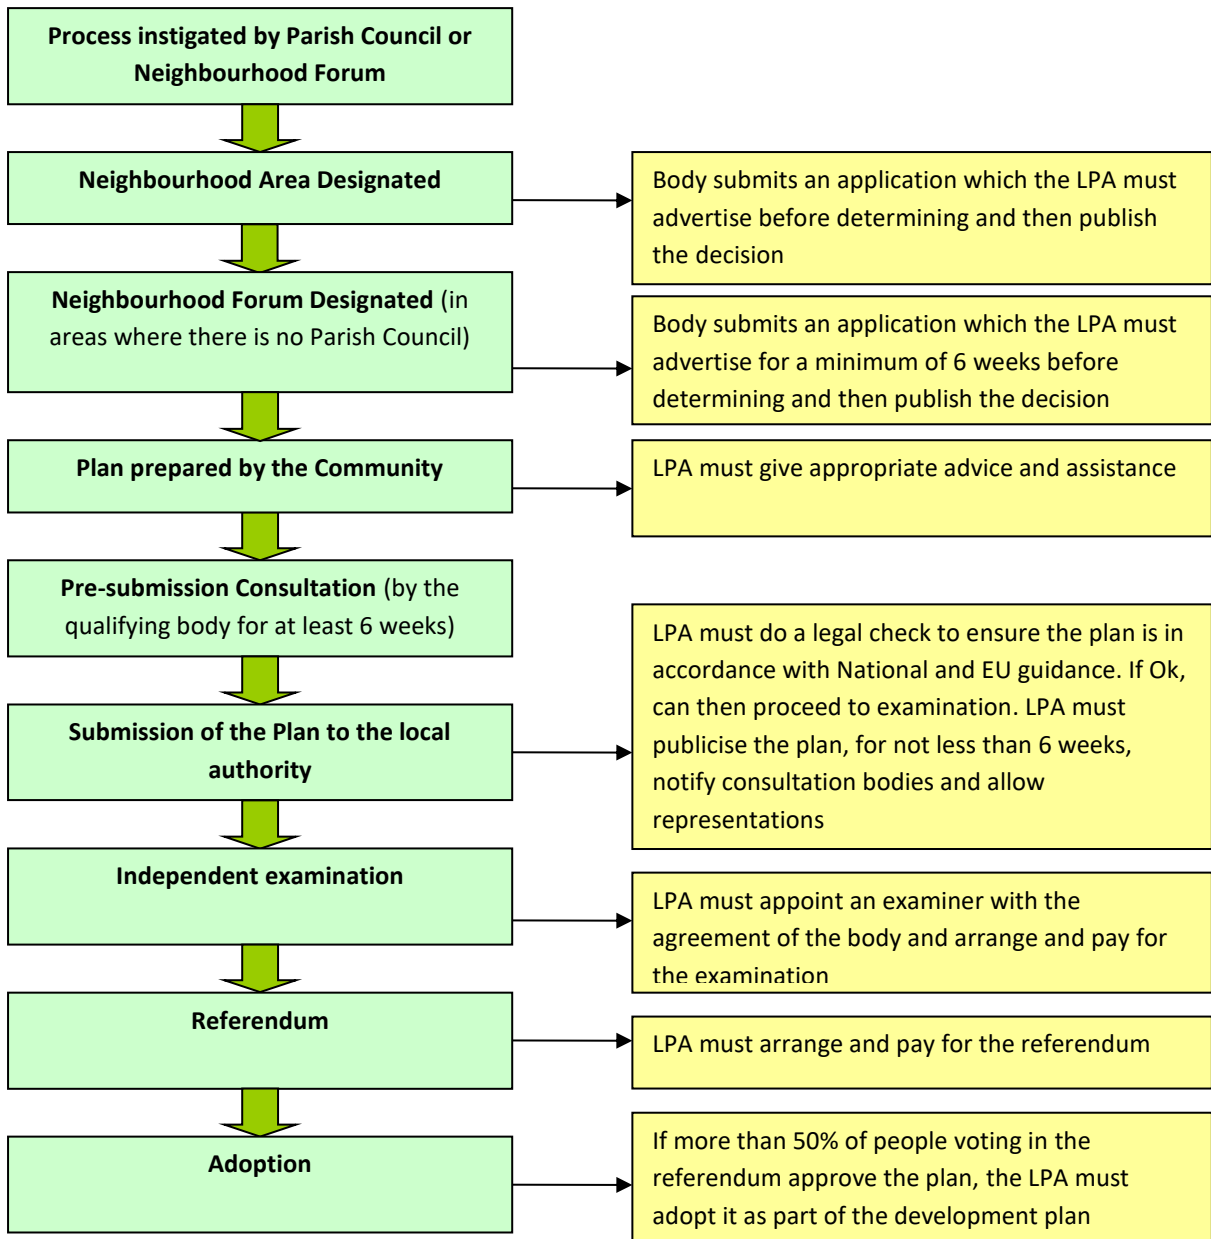 Process instigated by Parish Council or
Neighbourhood Forum
Neighbourhood Area Designated
Body submits an application which the LPA must
advertise before determining and then publish
the decision
Neighbourhood Forum Designated (in
areas where there is no Parish Council)
Body submits an application which the LPA must
advertise for a minimum of 6 weeks before
determining and then publish the decision
Plan prepared by the Community
LPA must give appropriate advice and assistance
Pre-submission Consultation (by the
qualifying body for at least 6 weeks)
Submission of the Plan to the local
authority
LPA must do a legal check to ensure the plan is in
accordance with National and EU guidance. If Ok,
can then proceed to examination. LPA must
publicise the plan, for not less than 6 weeks,
notify consultation bodies and allow
representations
Independent examination
LPA must appoint an examiner with the
agreement of the body and arrange and pay for
the examination
Referendum
LPA must arrange and pay for the referendum
Adoption
If more than 50% of people voting in the
referendum approve the plan, the LPA must
adopt it as part of the development plan